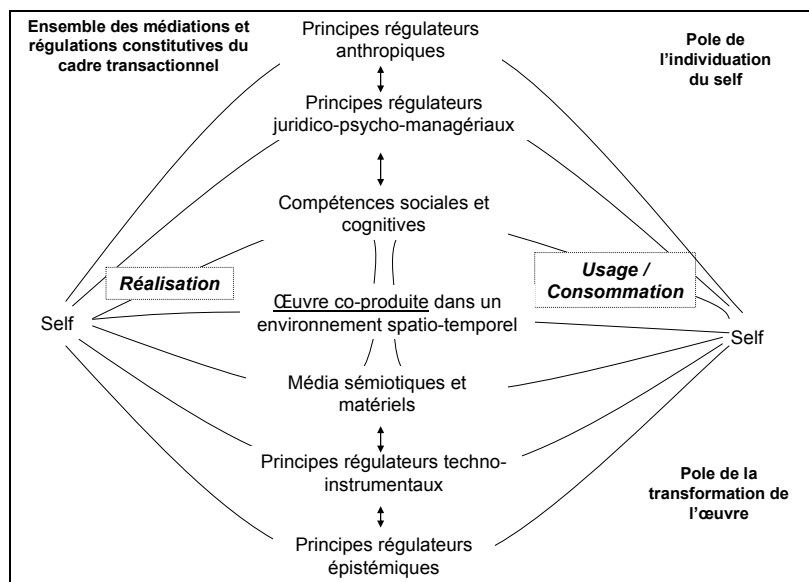 Ensemble des médiations et
régulations constitutives du
cadre transactionnel
Principes régulateurs
anthropiques
Pole de
l'individuation
du self
Principes régulateurs
juridico-psycho-managériaux
Compétences sociales et
cognitives
Réalisation
Usage /
Consommation
Œuvre co-produite dans un
environnement spatio-temporel
Self
Self
Média sémiotiques et
matériels
Principes régulateurs techno-
instrumentaux
Pole de la
transformation de
l'œuvre
Principes régulateurs
épistémiques